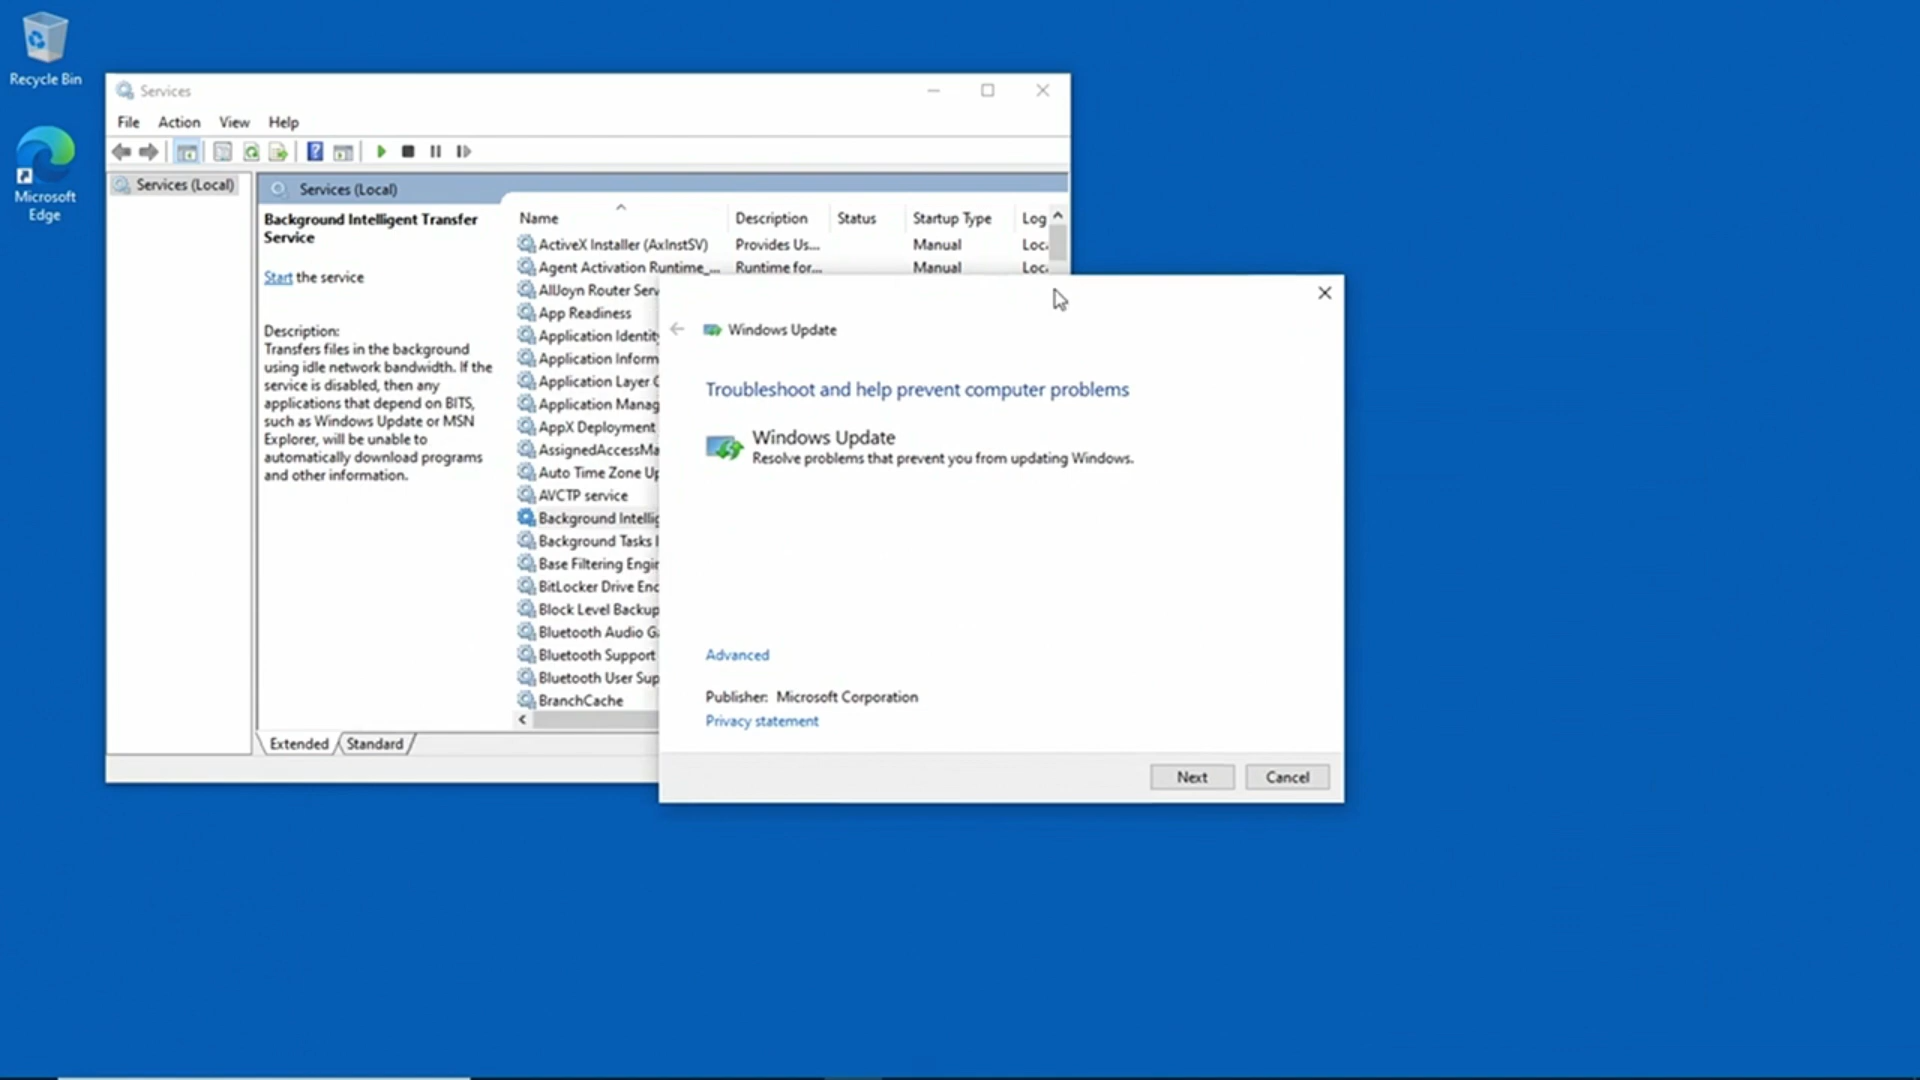 Recycle Bin
Microsoft
Edge
Services
File Action View Help
Services (Local)
Services (Local)
Background Intelligent Transfer
Service
Start the service
Description:
Transfers files in the background
using idle network bandwidth. If the
service is disabled, then any
applications that depend on BITS,
such as Windows Update or MSN
Explorer, will be unable to
automatically download programs
and other information.
Name Description Status Startup Type Log
ActiveX Installer (AxInstSV) Provides Us... Manual Loc
Agent Activation Runtime_... Runtime for... Manual Loc
AllJoyn Router Serv
App Readiness
Application Identity
Application Inform
Application Layer G
Application Manag
AppX Deployment
AssignedAccessMa
Auto Time Zone Up
AVCTP service
Background Intellig
Background Tasks I
Base Filtering Engin
BitLocker Drive Enc
Block Level Backup
Bluetooth Audio Ga
Bluetooth Support
Bluetooth User Sup
BranchCache
Extended Standard
Windows Update
Troubleshoot and help prevent computer problems
Windows Update
Resolve problems that prevent you from updating Windows.
Advanced
Publisher: Microsoft Corporation
Privacy statement
Next Cancel